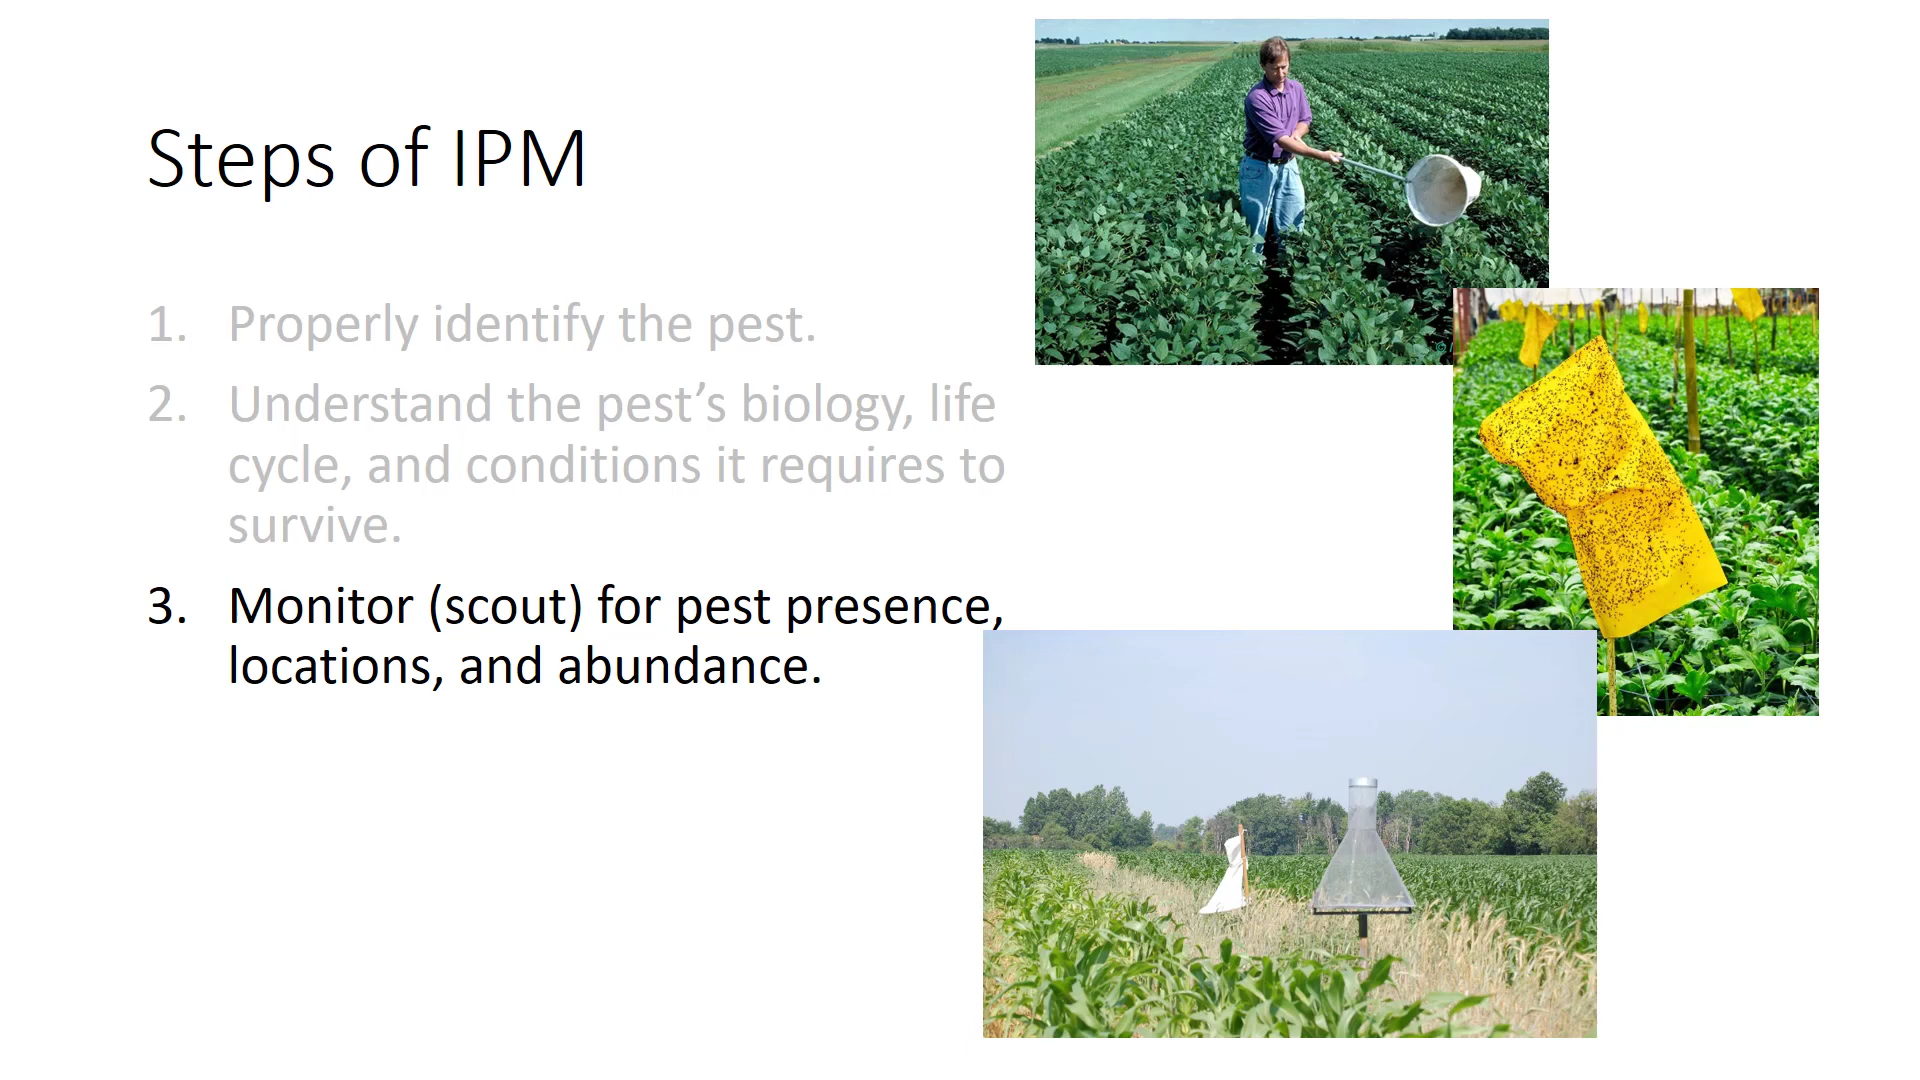 Steps of IPM
1. Properly identify the pest.
2. Understand the pest’s biology, life
cycle, and conditions it requires to
survive.
3. Monitor (scout) for pest presence,
locations, and abundance.